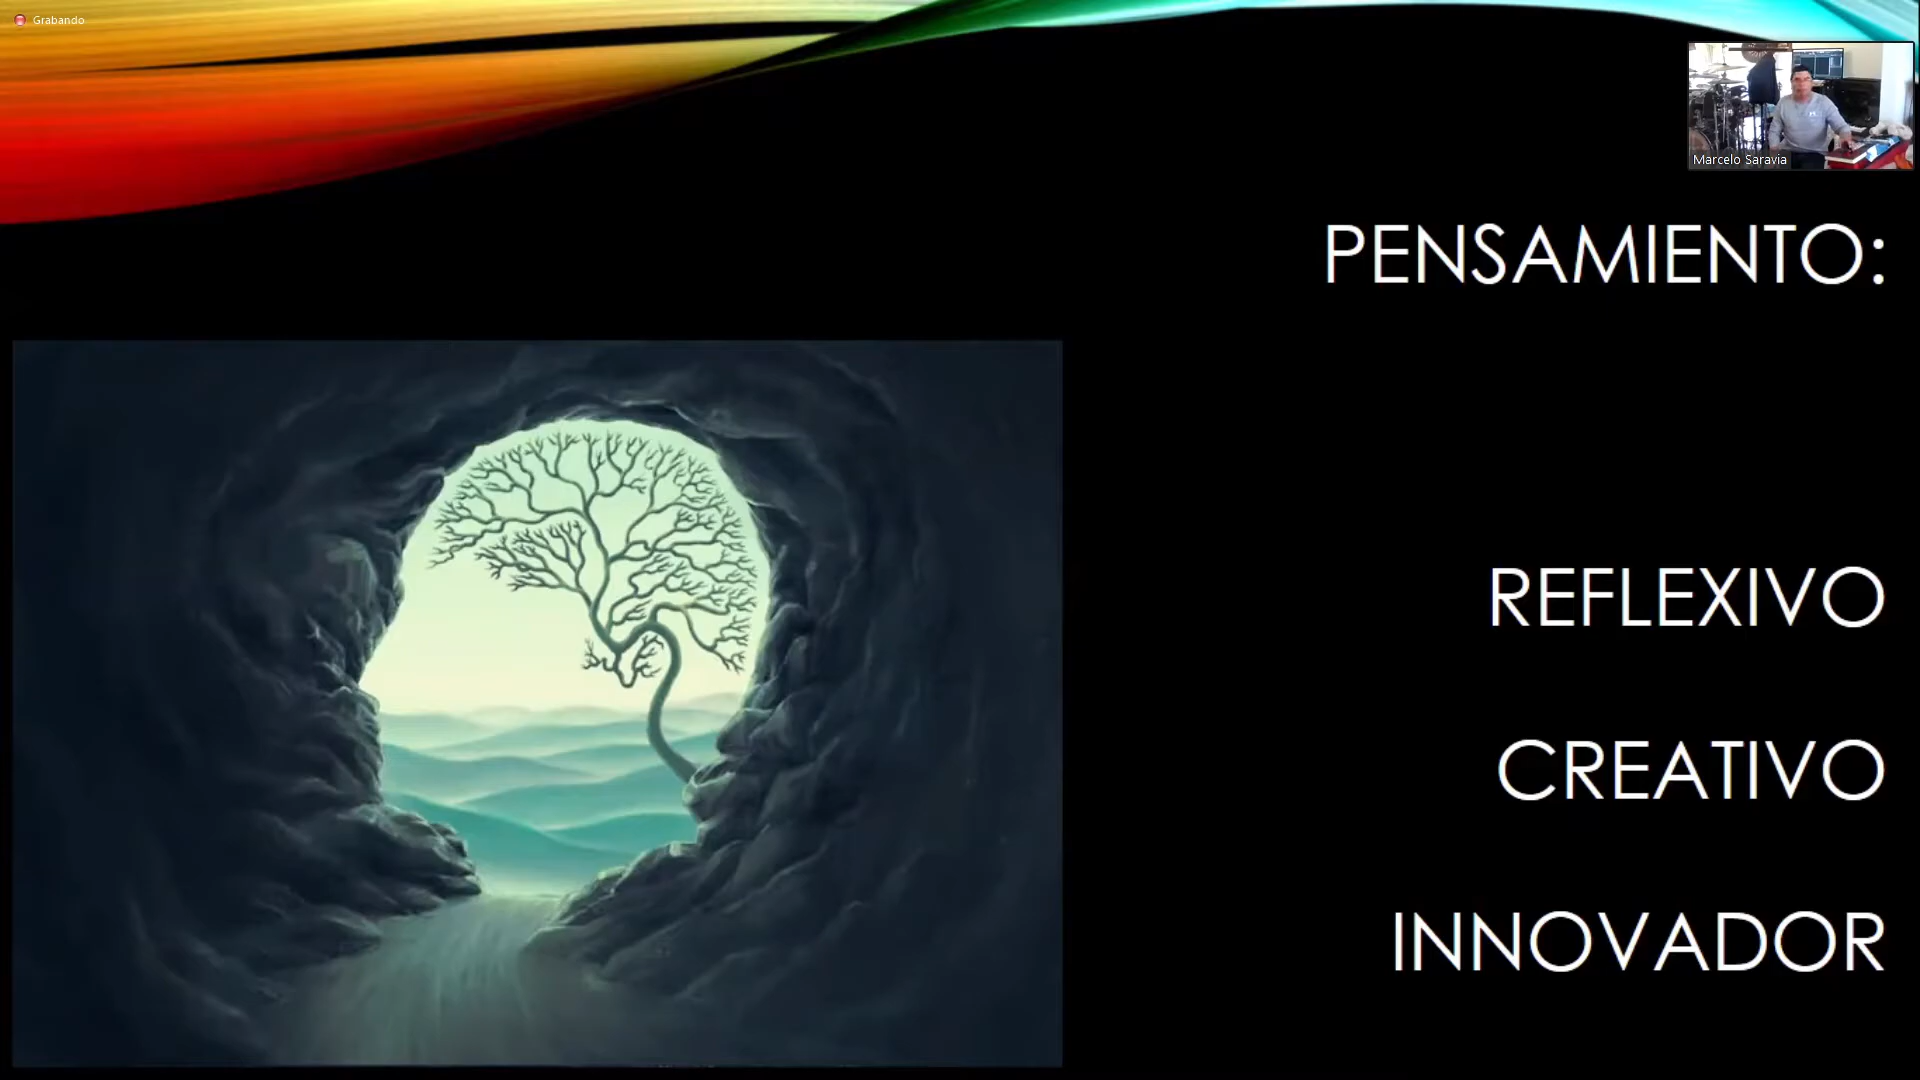 Grabando
Marcelo Saravia
PENSAMIENTO:
REFLEXIVO
CREATIVO
INNOVADOR